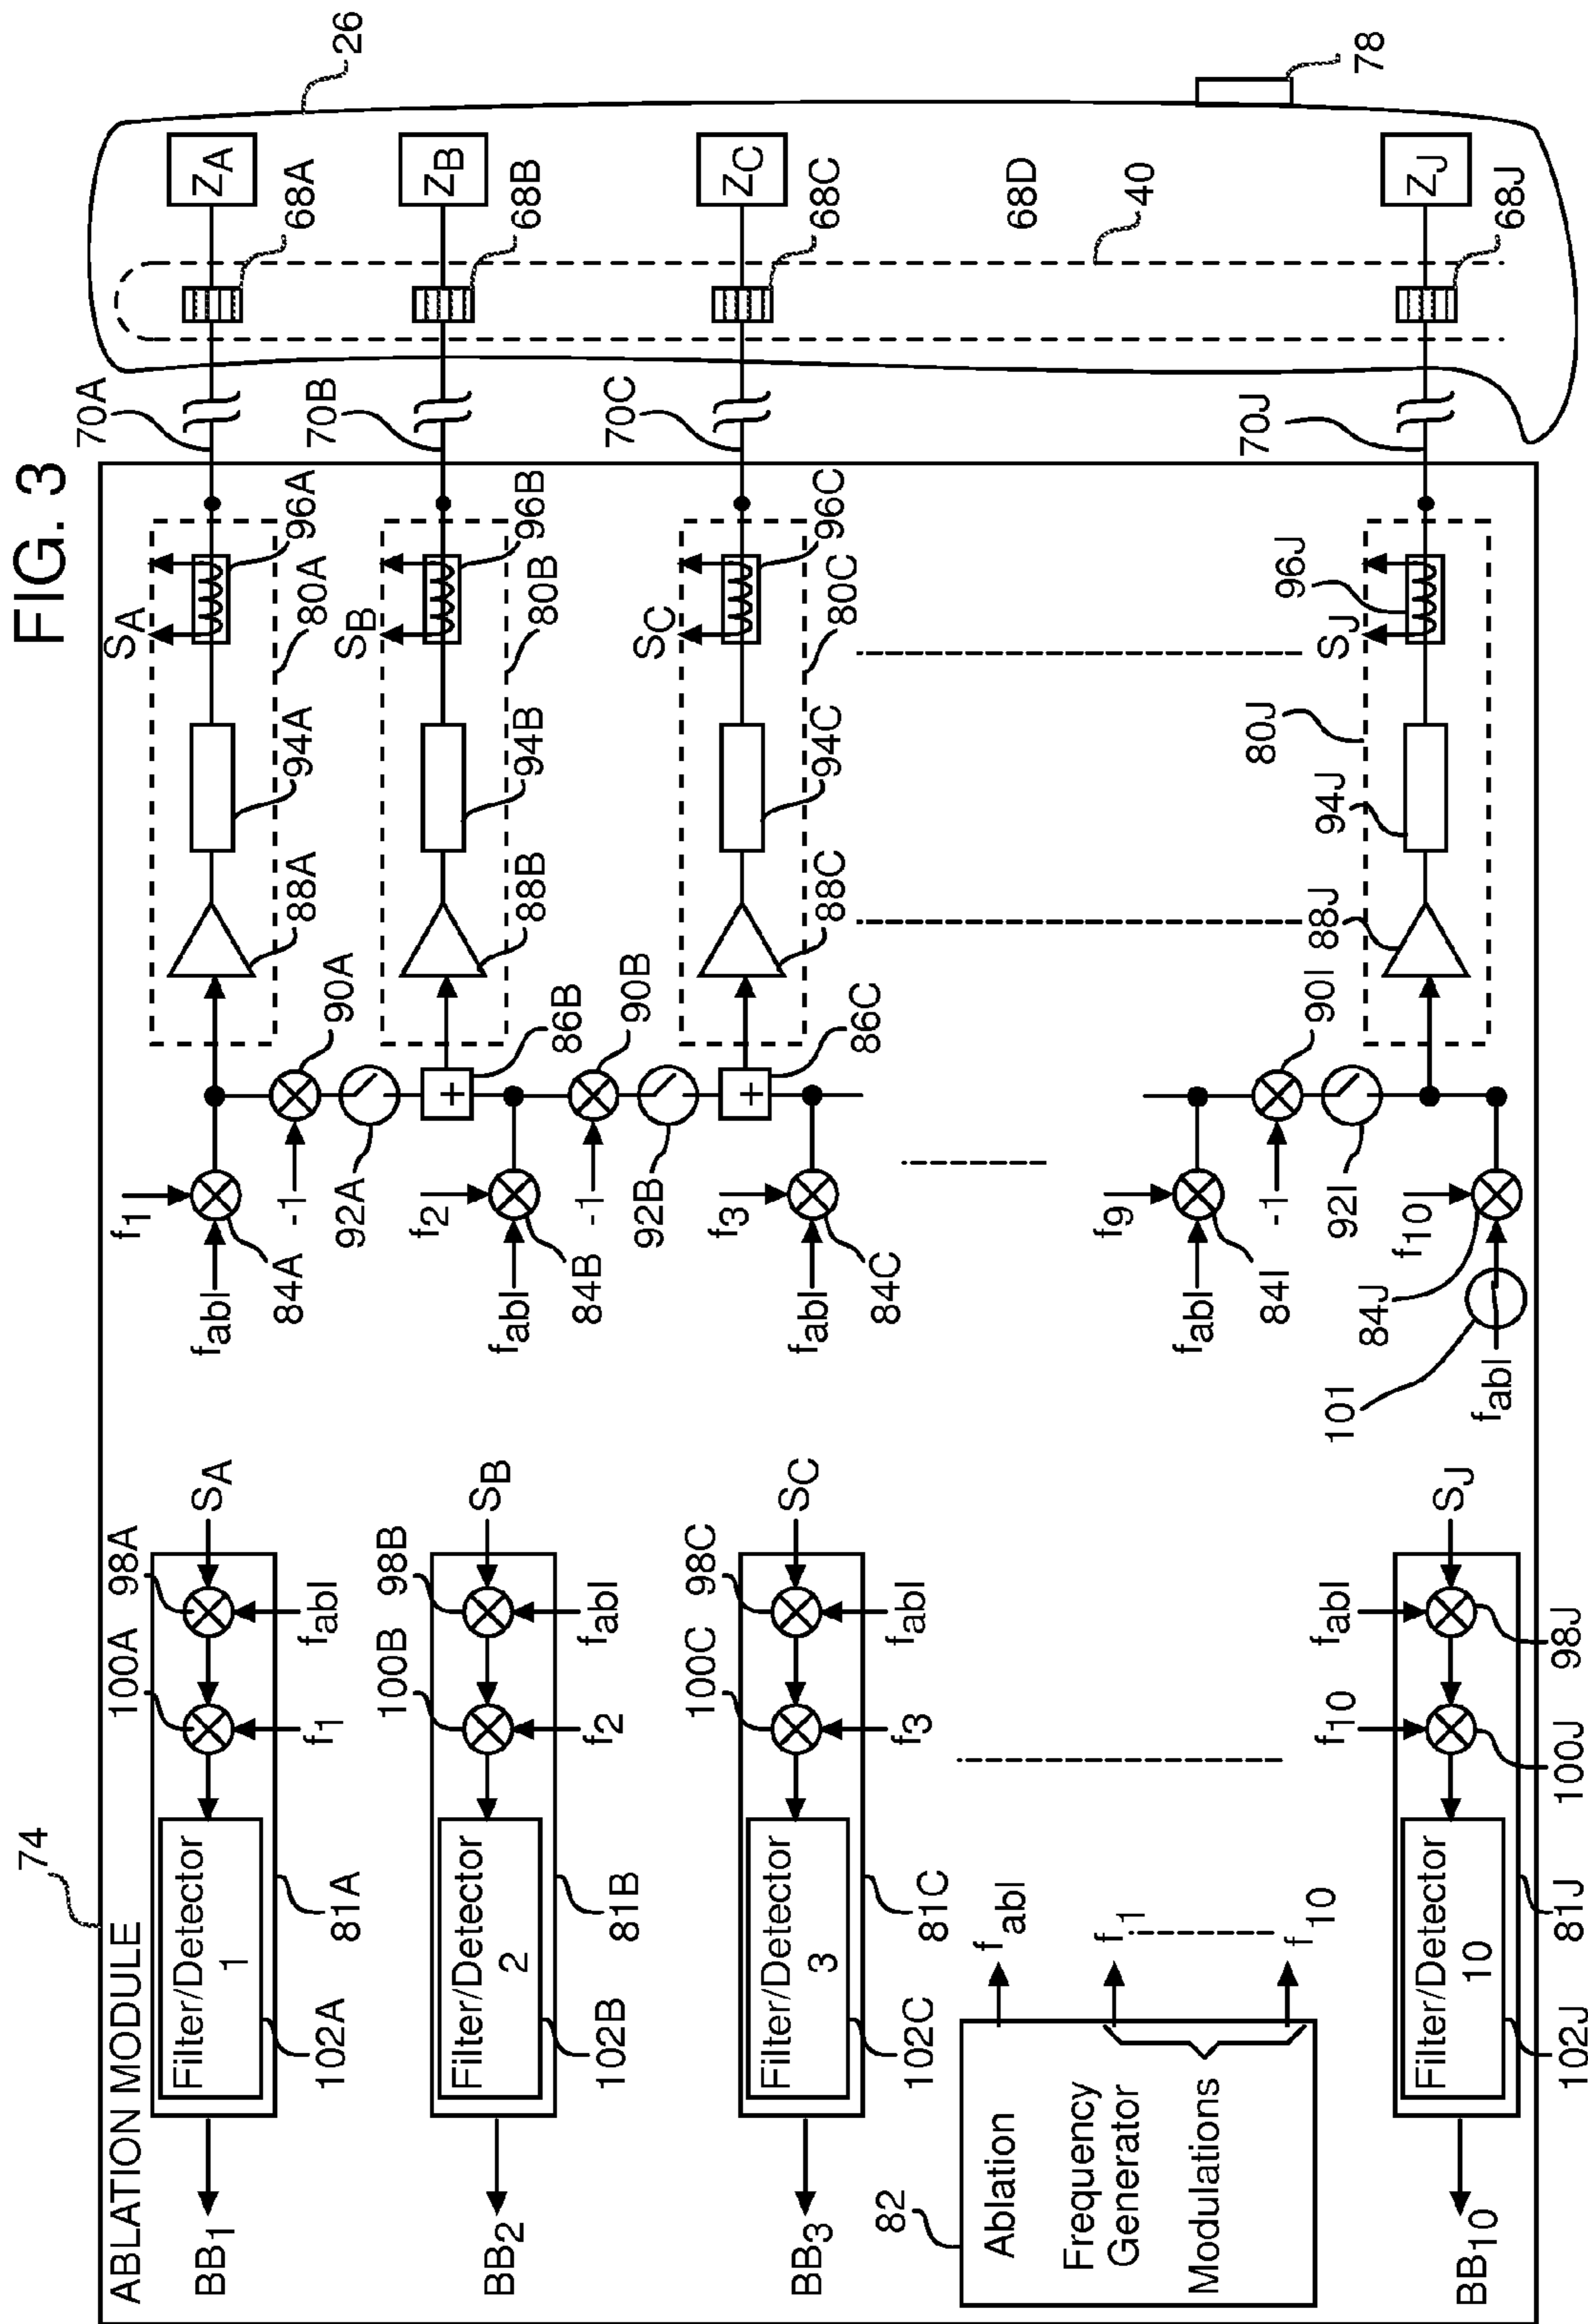 FIG. 3
74
ABLATION MODULE
BB1
Filter/Detector
1
102A
81A
100A
98A
f1
fabl
SA
BB2
Filter/Detector
2
102B
81B
100B
98B
f2
fabl
SB
BB3
Filter/Detector
3
102C
81C
100C
98C
f3
fabl
SC
82
Ablation
Frequency
Generator
Modulations
fabl
f1
f10
BB10
Filter/Detector
10
102J
81J
100J
98J
f10
fabl
SJ
f1
fabl
84A
-1
90A
92A
88A
94A
SA
96A
80A
70A
68A
ZA
26
f2
fabl
84B
86B
-1
90B
92B
88B
94B
SB
96B
80B
70B
68B
ZB
f3
fabl
84C
86C
88C
94C
SC
96C
80C
70C
68C
ZC
68D
40
78
f9
fabl
84I
-1
90I
92I
f10
84J
101
fabl
88J
94J
80J
SJ
96J
70J
68J
ZJ